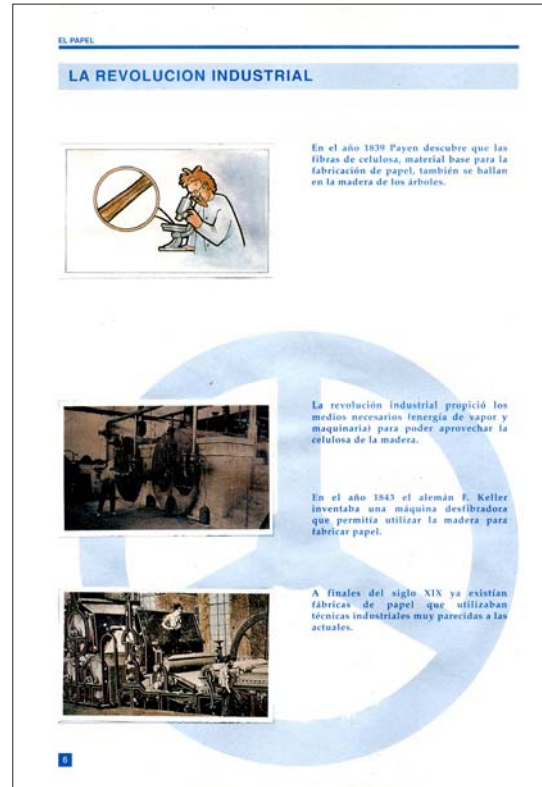 EL PAPEL
LA REVOLUCION INDUSTRIAL
En el año 1839 Payen descubre que las
fibras de celulosa, material base para la
fabricación de papel, también se hallan
en la madera de los árboles.
La revolución industrial propició los
medios necesarios (energía de vapor y
maquinaria) para poder aprovechar la
celulosa de la madera.
En el año 1843 el alemán F. Keller
inventaba una máquina desfibradora
que permitía utilizar la madera para
fabricar papel.
A finales del siglo XIX ya existían
fábricas de papel que utilizaban
técnicas industriales muy parecidas a las
actuales.
6